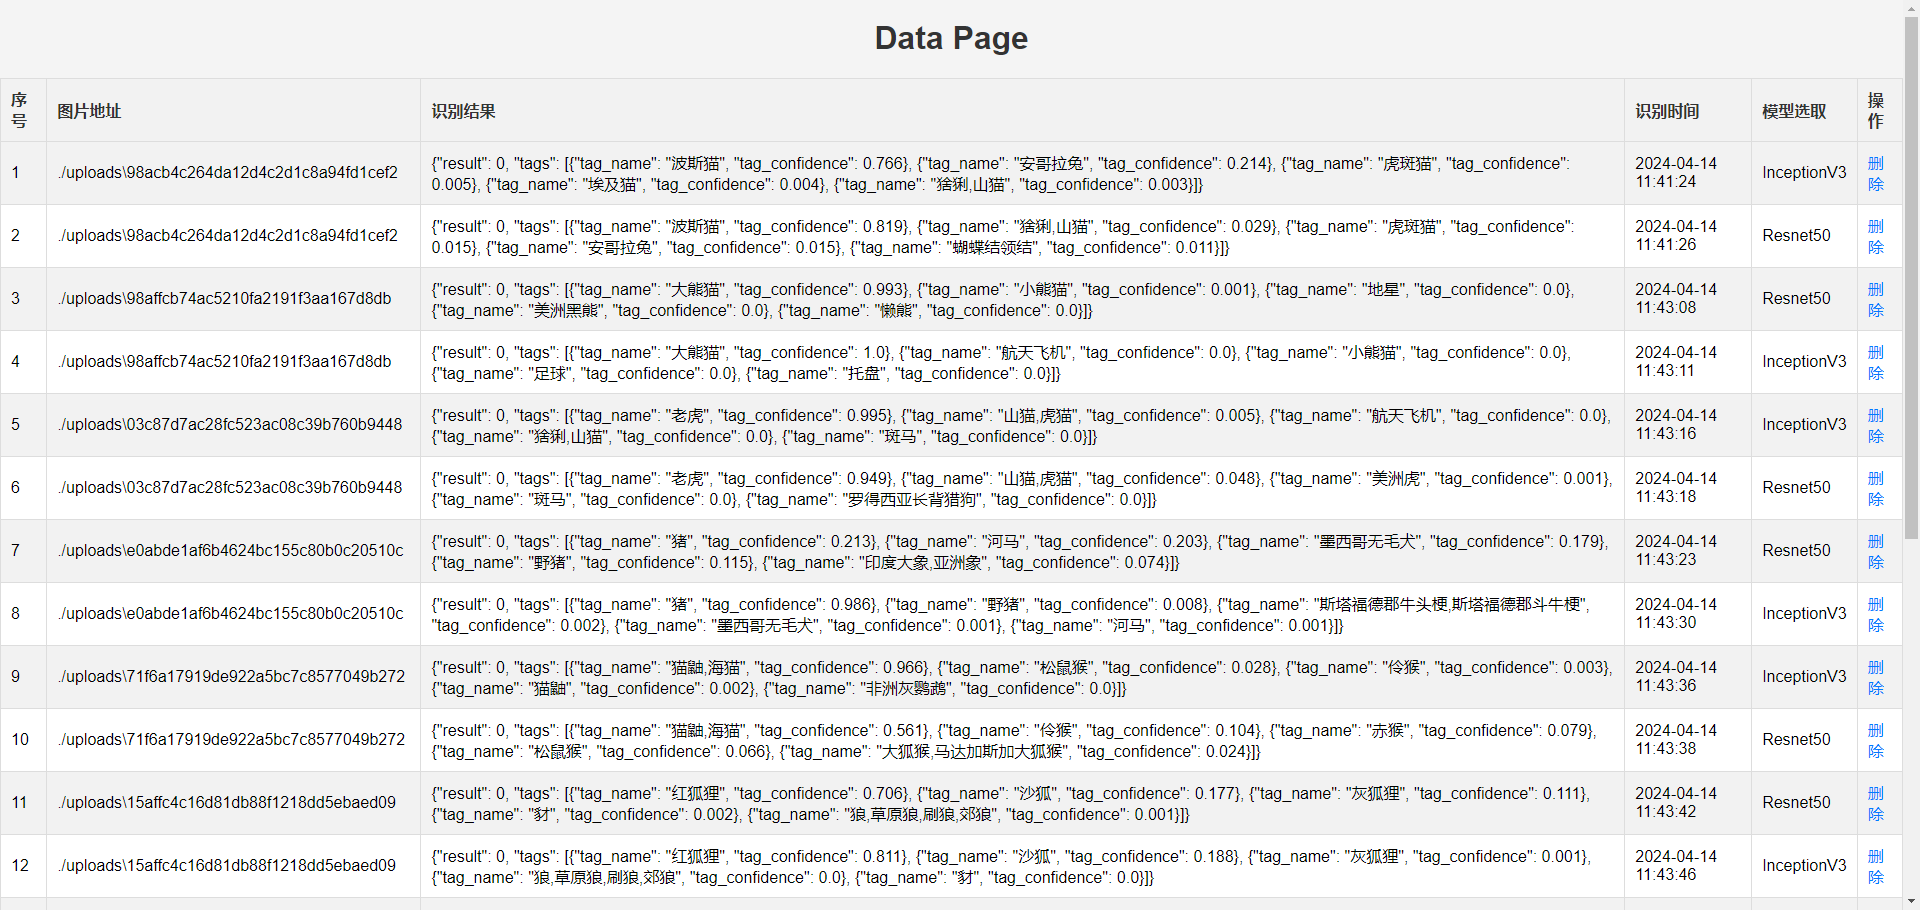 Data Page
序号 图片地址 识别结果 识别时间 模型选取 操作
1 ./uploads\98acb4c264da12d4c2d1c8a94fd1cef2 {"result": 0, "tags": [{"tag_name": "波斯猫", "tag_confidence": 0.766}, {"tag_name": "安哥拉兔", "tag_confidence": 0.214}, {"tag_name": "虎斑猫", "tag_confidence":
0.005}, {"tag_name": "埃及猫", "tag_confidence": 0.004}, {"tag_name": "猞猁,山猫", "tag_confidence": 0.003}]} 2024-04-14 11:41:24 InceptionV3 删除
2 ./uploads\98acb4c264da12d4c2d1c8a94fd1cef2 {"result": 0, "tags": [{"tag_name": "波斯猫", "tag_confidence": 0.819}, {"tag_name": "猞猁,山猫", "tag_confidence": 0.029}, {"tag_name": "虎斑猫", "tag_confidence":
0.015}, {"tag_name": "安哥拉兔", "tag_confidence": 0.015}, {"tag_name": "蝴蝶结领结", "tag_confidence": 0.011}]} 2024-04-14 11:41:26 Resnet50 删除
3 ./uploads\98affcb74ac5210fa2191f3aa167d8db {"result": 0, "tags": [{"tag_name": "大熊猫", "tag_confidence": 0.993}, {"tag_name": "小熊猫", "tag_confidence": 0.001}, {"tag_name": "地星", "tag_confidence": 0.0},
{"tag_name": "美洲黑熊", "tag_confidence": 0.0}, {"tag_name": "懒熊", "tag_confidence": 0.0}]} 2024-04-14 11:43:08 Resnet50 删除
4 ./uploads\98affcb74ac5210fa2191f3aa167d8db {"result": 0, "tags": [{"tag_name": "大熊猫", "tag_confidence": 1.0}, {"tag_name": "航天飞机", "tag_confidence": 0.0}, {"tag_name": "小熊猫", "tag_confidence": 0.0},
{"tag_name": "足球", "tag_confidence": 0.0}, {"tag_name": "托盘", "tag_confidence": 0.0}]} 2024-04-14 11:43:11 InceptionV3 删除
5 ./uploads\03c87d7ac28fc523ac08c39b760b9448 {"result": 0, "tags": [{"tag_name": "老虎", "tag_confidence": 0.995}, {"tag_name": "山猫,虎猫", "tag_confidence": 0.005}, {"tag_name": "航天飞机", "tag_confidence": 0.0},
{"tag_name": "猞猁,山猫", "tag_confidence": 0.0}, {"tag_name": "斑马", "tag_confidence": 0.0}]} 2024-04-14 11:43:16 InceptionV3 删除
6 ./uploads\03c87d7ac28fc523ac08c39b760b9448 {"result": 0, "tags": [{"tag_name": "老虎", "tag_confidence": 0.949}, {"tag_name": "山猫,虎猫", "tag_confidence": 0.048}, {"tag_name": "美洲虎", "tag_confidence": 0.001},
{"tag_name": "斑马", "tag_confidence": 0.0}, {"tag_name": "罗得西亚长背猎狗", "tag_confidence": 0.0}]} 2024-04-14 11:43:18 Resnet50 删除
7 ./uploads\e0abde1af6b4624bc155c80b0c20510c {"result": 0, "tags": [{"tag_name": "猪", "tag_confidence": 0.213}, {"tag_name": "河马", "tag_confidence": 0.203}, {"tag_name": "墨西哥无毛犬", "tag_confidence": 0.179},
{"tag_name": "野猪", "tag_confidence": 0.115}, {"tag_name": "印度大象,亚洲象", "tag_confidence": 0.074}]} 2024-04-14 11:43:23 Resnet50 删除
8 ./uploads\e0abde1af6b4624bc155c80b0c20510c {"result": 0, "tags": [{"tag_name": "猪", "tag_confidence": 0.986}, {"tag_name": "野猪", "tag_confidence": 0.008}, {"tag_name": "斯塔福德郡牛头梗,斯塔福德郡斗牛梗",
"tag_confidence": 0.002}, {"tag_name": "墨西哥无毛犬", "tag_confidence": 0.001}, {"tag_name": "河马", "tag_confidence": 0.001}]} 2024-04-14 11:43:30 InceptionV3 删除
9 ./uploads\71f6a17919de922a5bc7c8577049b272 {"result": 0, "tags": [{"tag_name": "猫鼬,海猫", "tag_confidence": 0.966}, {"tag_name": "松鼠猴", "tag_confidence": 0.028}, {"tag_name": "伶猴", "tag_confidence": 0.003},
{"tag_name": "猫鼬", "tag_confidence": 0.002}, {"tag_name": "非洲灰鹦鹉", "tag_confidence": 0.0}]} 2024-04-14 11:43:36 InceptionV3 删除
10 ./uploads\71f6a17919de922a5bc7c8577049b272 {"result": 0, "tags": [{"tag_name": "猫鼬,海猫", "tag_confidence": 0.561}, {"tag_name": "伶猴", "tag_confidence": 0.104}, {"tag_name": "赤猴", "tag_confidence": 0.079},
{"tag_name": "松鼠猴", "tag_confidence": 0.066}, {"tag_name": "大狐猴,马达加斯加大狐猴", "tag_confidence": 0.024}]} 2024-04-14 11:43:38 Resnet50 删除
11 ./uploads\15affc4c16d81db88f1218dd5ebaed09 {"result": 0, "tags": [{"tag_name": "红狐狸", "tag_confidence": 0.706}, {"tag_name": "沙狐", "tag_confidence": 0.177}, {"tag_name": "灰狐狸", "tag_confidence": 0.111},
{"tag_name": "豺", "tag_confidence": 0.002}, {"tag_name": "狼,草原狼,刷狼,郊狼", "tag_confidence": 0.001}]} 2024-04-14 11:43:42 Resnet50 删除
12 ./uploads\15affc4c16d81db88f1218dd5ebaed09 {"result": 0, "tags": [{"tag_name": "红狐狸", "tag_confidence": 0.811}, {"tag_name": "沙狐", "tag_confidence": 0.188}, {"tag_name": "灰狐狸", "tag_confidence": 0.001},
{"tag_name": "狼,草原狼,刷狼,郊狼", "tag_confidence": 0.0}, {"tag_name": "豺", "tag_confidence": 0.0}]} 2024-04-14 11:43:46 InceptionV3 删除